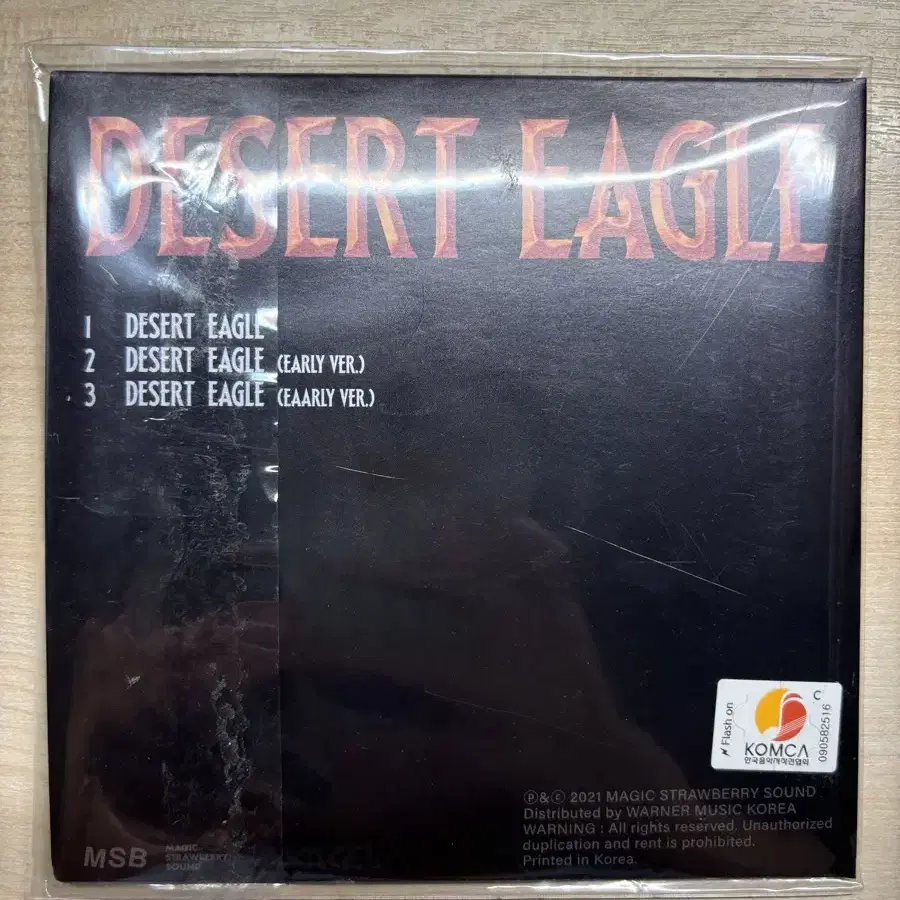 DESERT EAGLE
1 DESERT EAGLE
2 DESERT EAGLE (EARLY VER.)
3 DESERT EAGLE (EAARLY VER.)
⚡Flash on
C
090582516
KOMCA
한국음악저작권협회
Ⓟ&ⓒ 2021 MAGIC STRAWBERRY SOUND
Distributed by WARNER MUSIC KOREA
WARNING : All rights reserved. Unauthorized
duplication and rent is prohibited.
Printed in Korea.
MSB
MAGIC
STRAWBERRY
SOUND